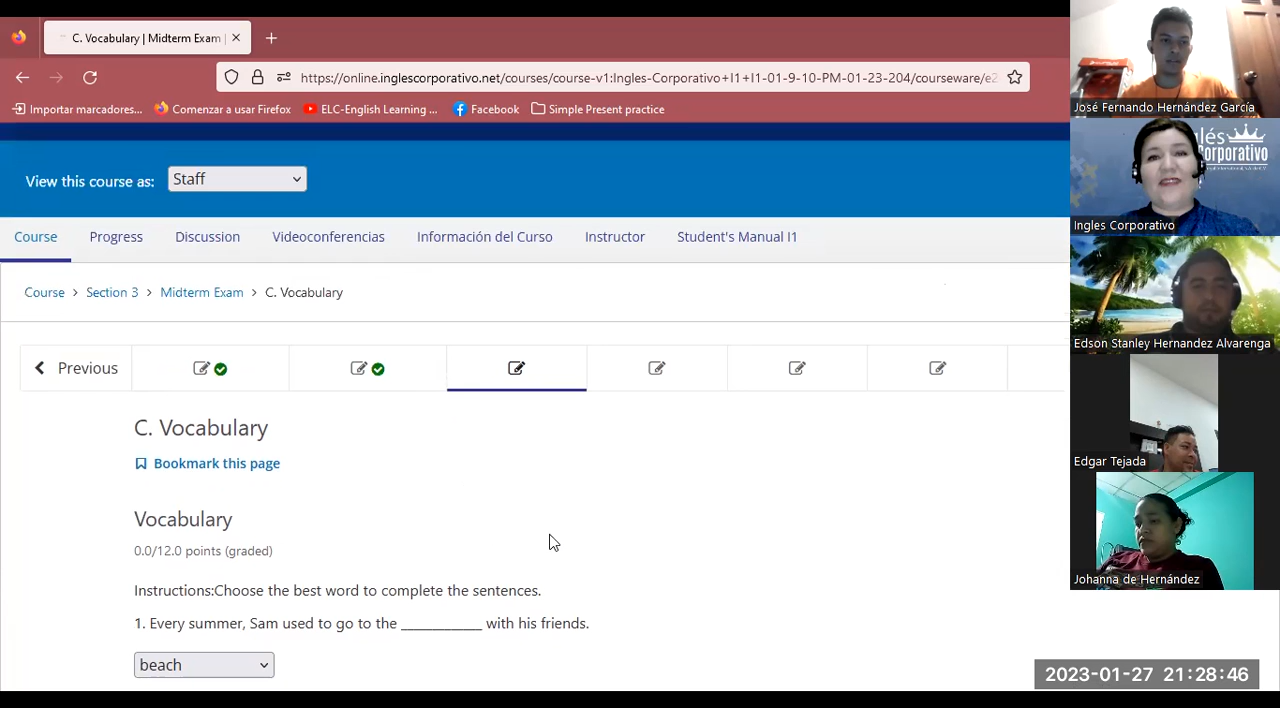 C. Vocabulary | Midterm Exam |
https://online.inglescorporativo.net/courses/course-v1:Ingles-Corporativo+I1+I1-01-9-10-PM-01-23-204/courseware/e2
Importar marcadores... Comenzar a usar Firefox ELC-English Learning ... Facebook Simple Present practice
View this course as: Staff
Course Progress Discussion Videoconferencias Información del Curso Instructor Student's Manual I1
Course > Section 3 > Midterm Exam > C. Vocabulary
Previous
C. Vocabulary
Bookmark this page
Vocabulary
0.0/12.0 points (graded)
Instructions:Choose the best word to complete the sentences.
1. Every summer, Sam used to go to the ____________ with his friends.
beach
José Fernando Hernández García
Ingles Corporativo
Edson Stanley Hernandez Alvarenga
Edgar Tejada
Johanna de Hernández
2023-01-27 21:28:46